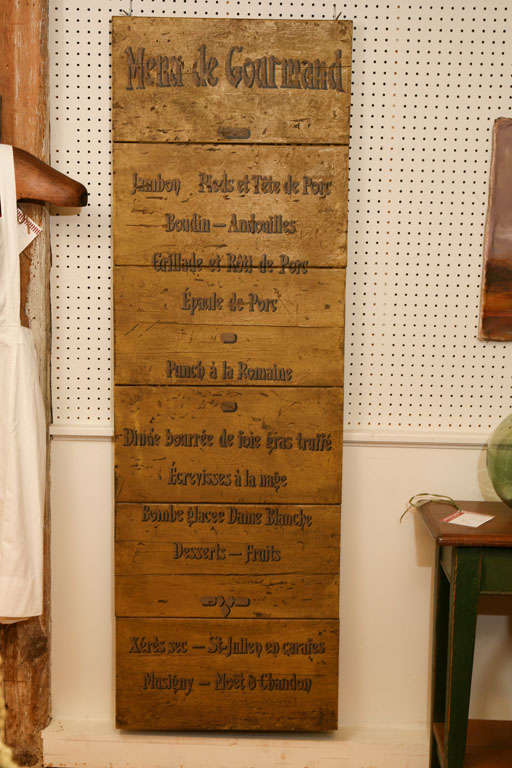 Menu de Gourmand
Jambon Pieds et Tête de Porc
Boudin – Andouilles
Grillade et Rôti de Porc
Épaule de Porc
Punch à la Romaine
Dinde bourrée de foie gras truffé
Écrevisses à la nage
Bombe glacée Dame Blanche
Desserts – Fruits
Xérès sec – St-Julien en carafes
Musigny – Moët & Chandon